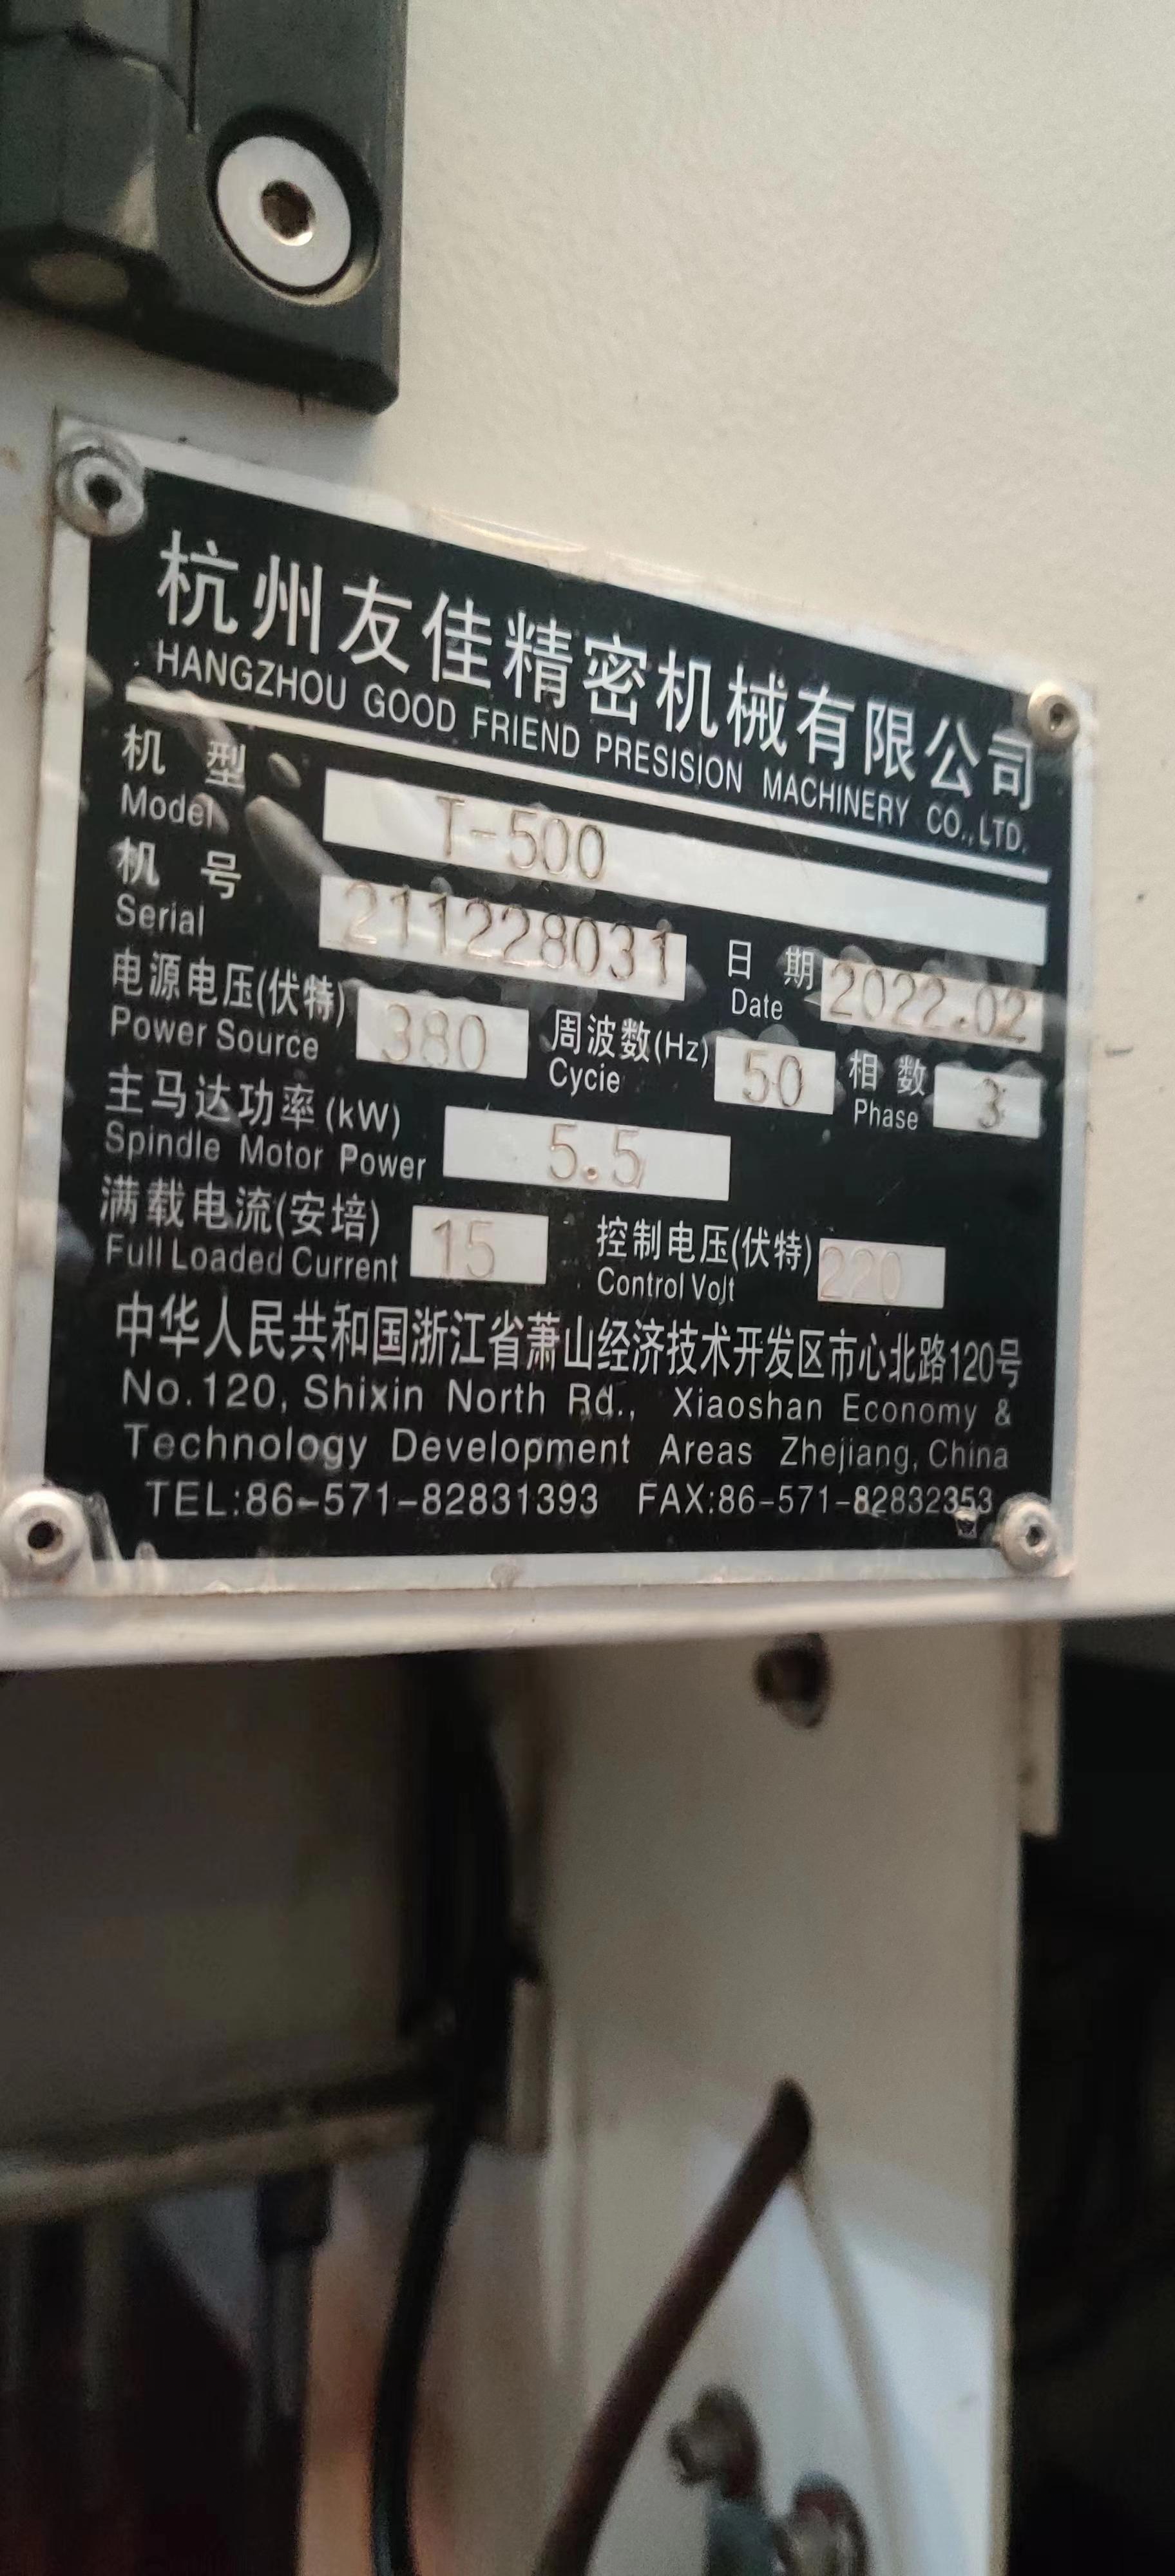 杭州友佳精密机械有限公司
HANGZHOU GOOD FRIEND PRESISION MACHINERY CO.,LTD.
机 型 T-500
Model
机 号 211228031 日 期 2022.02
Serial Date
电源电压(伏特) 380 周波数(Hz) 50 相 数 3
Power Source Cycie Phase
主马达功率(kW) 5.5
Spindle Motor Power
满载电流(安培) 15 控制电压(伏特) 220
Full Loaded Current Control Volt
中华人民共和国浙江省萧山经济技术开发区市心北路120号
No.120, Shixin North Rd., Xiaoshan Economy &
Technology Development Areas Zhejiang, China
TEL:86-571-82831393 FAX:86-571-82832353